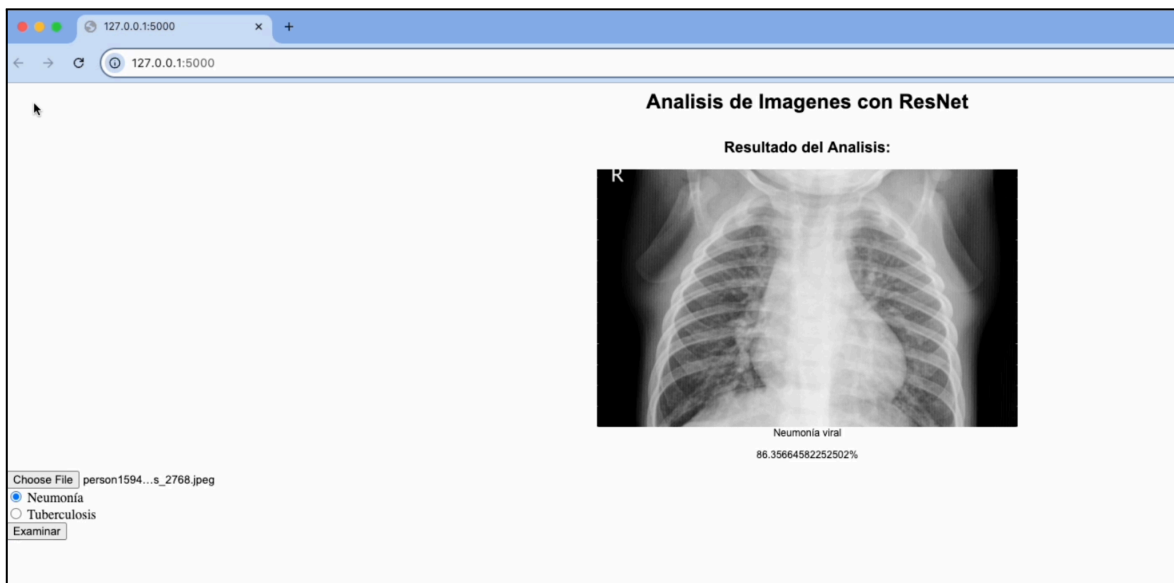 127.0.0.1:5000
127.0.0.1:5000
Analisis de Imagenes con ResNet
Resultado del Analisis:
R
Neumonía viral
86.35664582252502%
Choose File person1594...s_2768.jpeg
Neumonía
Tuberculosis
Examinar